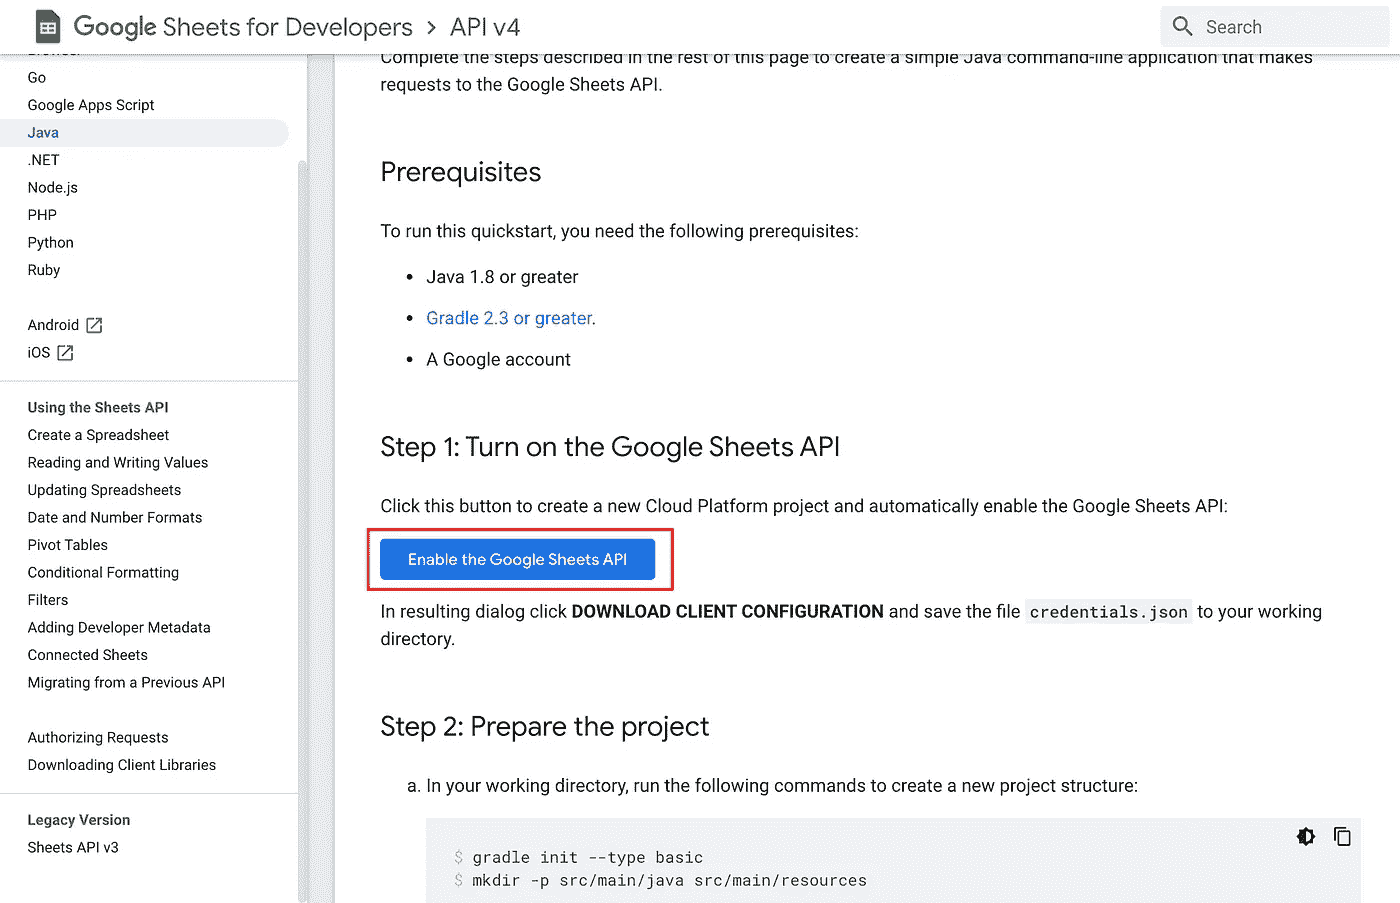 Google Sheets for Developers > API v4
Search
Go
Google Apps Script
Java
.NET
Node.js
PHP
Python
Ruby
Android
iOS
Using the Sheets API
Create a Spreadsheet
Reading and Writing Values
Updating Spreadsheets
Date and Number Formats
Pivot Tables
Conditional Formatting
Filters
Adding Developer Metadata
Connected Sheets
Migrating from a Previous API
Authorizing Requests
Downloading Client Libraries
Legacy Version
Sheets API v3
Complete the steps described in the rest of this page to create a simple Java command-line application that makes
requests to the Google Sheets API.
Prerequisites
To run this quickstart, you need the following prerequisites:
• Java 1.8 or greater
• Gradle 2.3 or greater.
• A Google account
Step 1: Turn on the Google Sheets API
Click this button to create a new Cloud Platform project and automatically enable the Google Sheets API:
Enable the Google Sheets API
In resulting dialog click DOWNLOAD CLIENT CONFIGURATION and save the file credentials.json to your working
directory.
Step 2: Prepare the project
a. In your working directory, run the following commands to create a new project structure:
$ gradle init --type basic
$ mkdir -p src/main/java src/main/resources